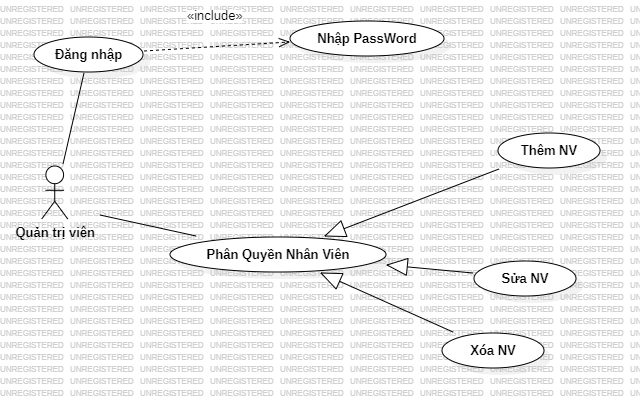 «include»
Nhập PassWord
Đăng nhập
Thêm NV
Quản trị viên
Phân Quyền Nhân Viên
Sửa NV
Xóa NV